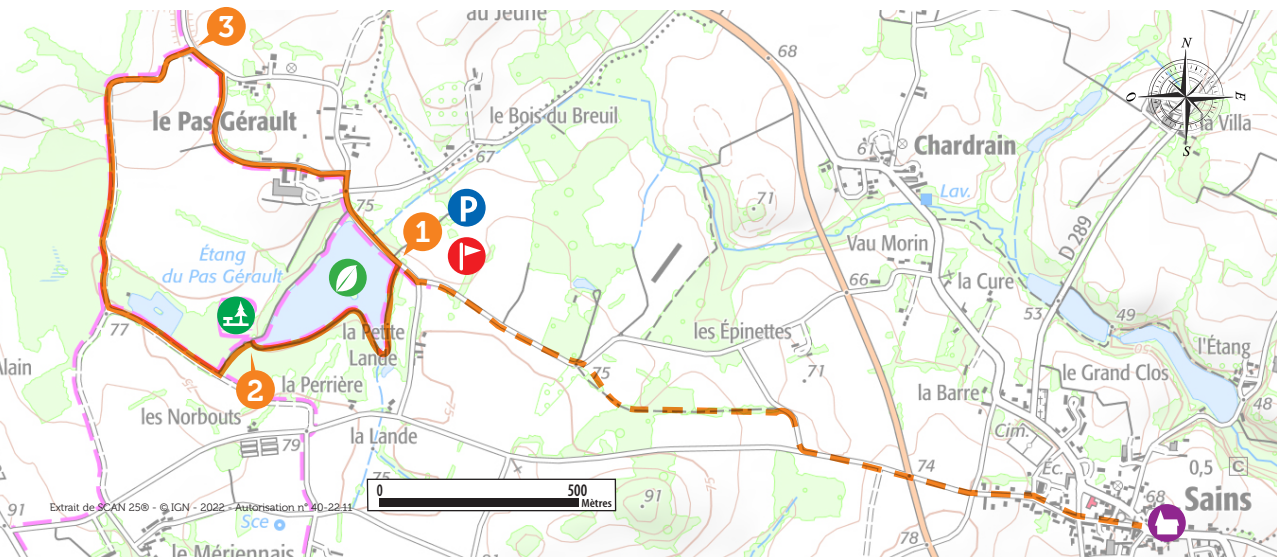 3
au Jeune
68
N
O
E
S
la Villa
le Pas Gérault
le Bois du Breuil
67
Chardrain
Lav.
71
75
P
1
D 289
Étang
du Pas Gérault
Vau Morin
66
la Cure
53
49
77
la Petite
Lande
les Épinettes
l'Étang
Alain
75
71
le Grand Clos
2
la Perrière
la Barre
48
les Norbouts
79
la Lande
Cim.
75
74
Éc.
0,5
C
0
500
Mètres
91
68
Sains
91
Extrait de SCAN 25® - © IGN - 2022 - Autorisation n° 40-22 11
Sce
78
le Mériennais